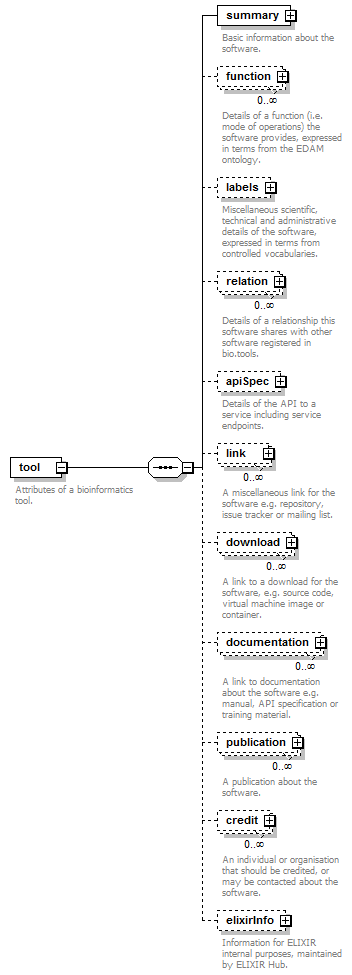 summary
Basic information about the
software.
function
0..∞
Details of a function (i.e.
mode of operations) the
software provides, expressed
in terms from the EDAM
ontology.
labels
Miscellaneous scientific,
technical and administrative
details of the software,
expressed in terms from
controlled vocabularies.
relation
0..∞
Details of a relationship this
software shares with other
software registered in
bio.tools.
apiSpec
Details of the API to a
service including service
endpoints.
link
0..∞
A miscellaneous link for the
software e.g. repository,
issue tracker or mailing list.
tool
Attributes of a bioinformatics
tool.
download
0..∞
A link to a download for the
software, e.g. source code,
virtual machine image or
container.
documentation
0..∞
A link to documentation
about the software e.g.
manual, API specification or
training material.
publication
0..∞
A publication about the
software.
credit
0..∞
An individual or organisation
that should be credited, or
may be contacted about the
software.
elixirInfo
Information for ELIXIR
internal purposes, maintained
by ELIXIR Hub.